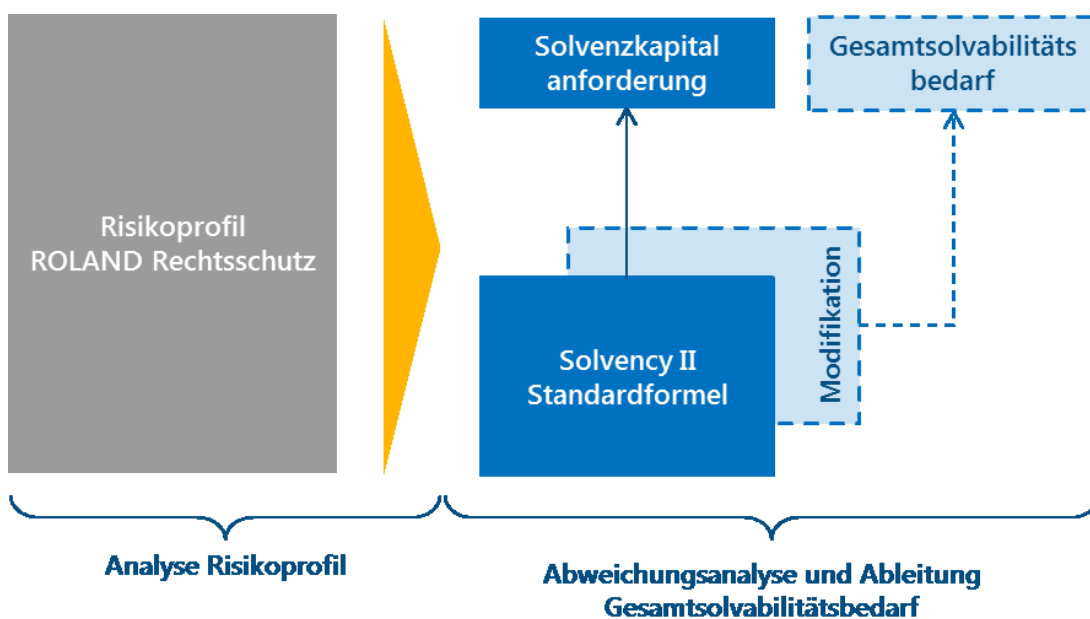 Solvenzkapital
anforderung
Gesamtsolvabilitäts
bedarf
Risikoprofil
ROLAND Rechtsschutz
Modifikation
Solvency II
Standardformel
Analyse Risikoprofil
Abweichungsanalyse und Ableitung
Gesamtsolvabilitätsbedarf